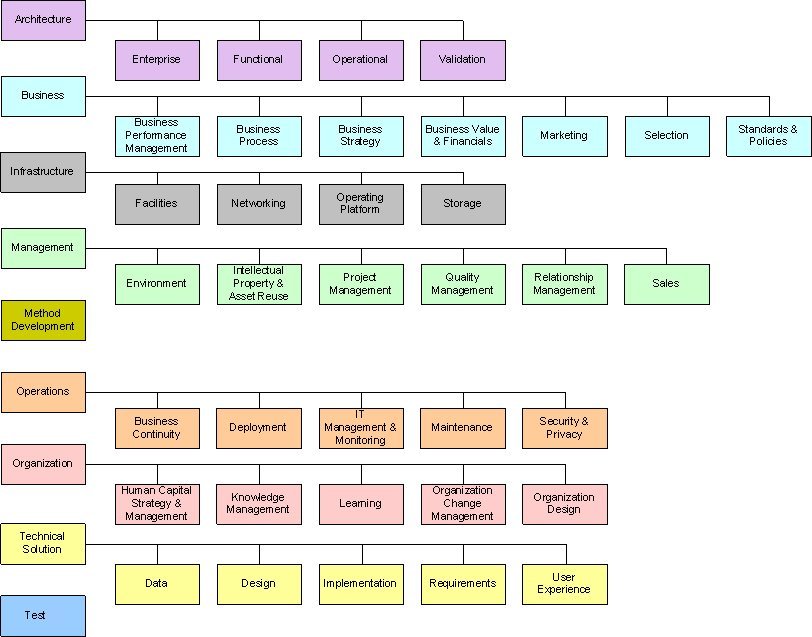 Architecture
Enterprise
Functional
Operational
Validation
Business
Business
Performance
Management
Business
Process
Business
Strategy
Business Value
& Financials
Marketing
Selection
Standards &
Policies
Infrastructure
Facilities
Networking
Operating
Platform
Storage
Management
Environment
Intellectual
Property &
Asset Reuse
Project
Management
Quality
Management
Relationship
Management
Sales
Method
Development
Operations
Business
Continuity
Deployment
IT
Management &
Monitoring
Maintenance
Security &
Privacy
Organization
Human Capital
Strategy &
Management
Knowledge
Management
Learning
Organization
Change
Management
Organization
Design
Technical
Solution
Data
Design
Implementation
Requirements
User
Experience
Test